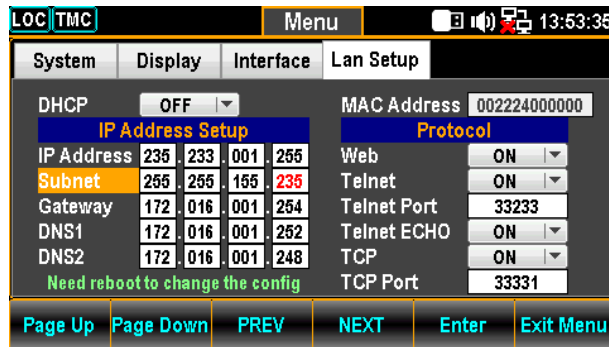 LOC TMC Menu 13:53:35
System Display Interface Lan Setup
DHCP OFF MAC Address 002224000000
IP Address Setup Protocol
IP Address 235 . 233 . 001 . 255 Web ON
Subnet 255 . 255 . 155 . 235 Telnet ON
Gateway 172 . 016 . 001 . 254 Telnet Port 33233
DNS1 172 . 016 . 001 . 252 Telnet ECHO ON
DNS2 172 . 016 . 001 . 248 TCP ON
Need reboot to change the config TCP Port 33331
Page Up Page Down PREV NEXT Enter Exit Menu